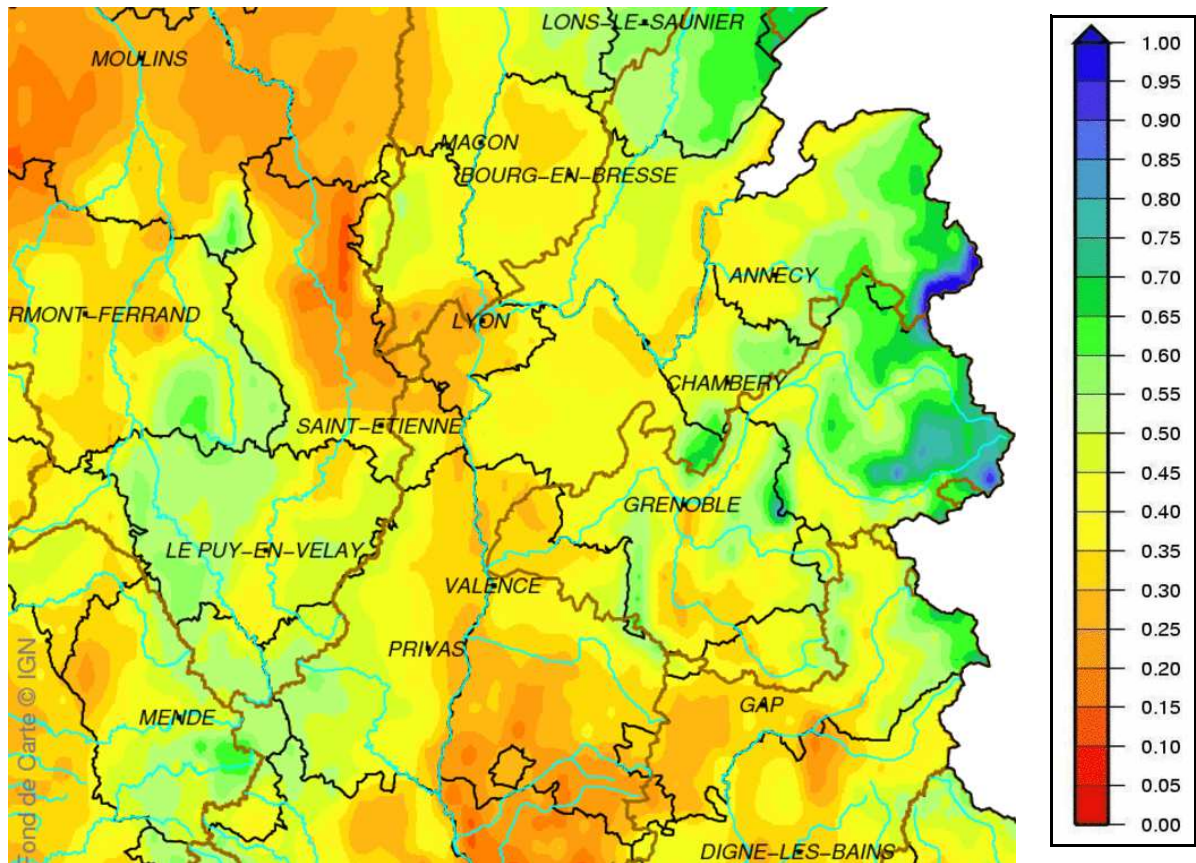 LONS-LE-SAUNIER
MOULINS
MACON
BOURG-EN-BRESSE
ANNECY
RMONT-FERRAND
LYON
CHAMBERY
SAINT-ETIENNE
GRENOBLE
LE PUY-EN-VELAY
VALENCE
PRIVAS
GAP
MENDE
DIGNE-LES-BAINS
Fond de Carte © IGN
1.00
0.95
0.90
0.85
0.80
0.75
0.70
0.65
0.60
0.55
0.50
0.45
0.40
0.35
0.30
0.25
0.20
0.15
0.10
0.05
0.00